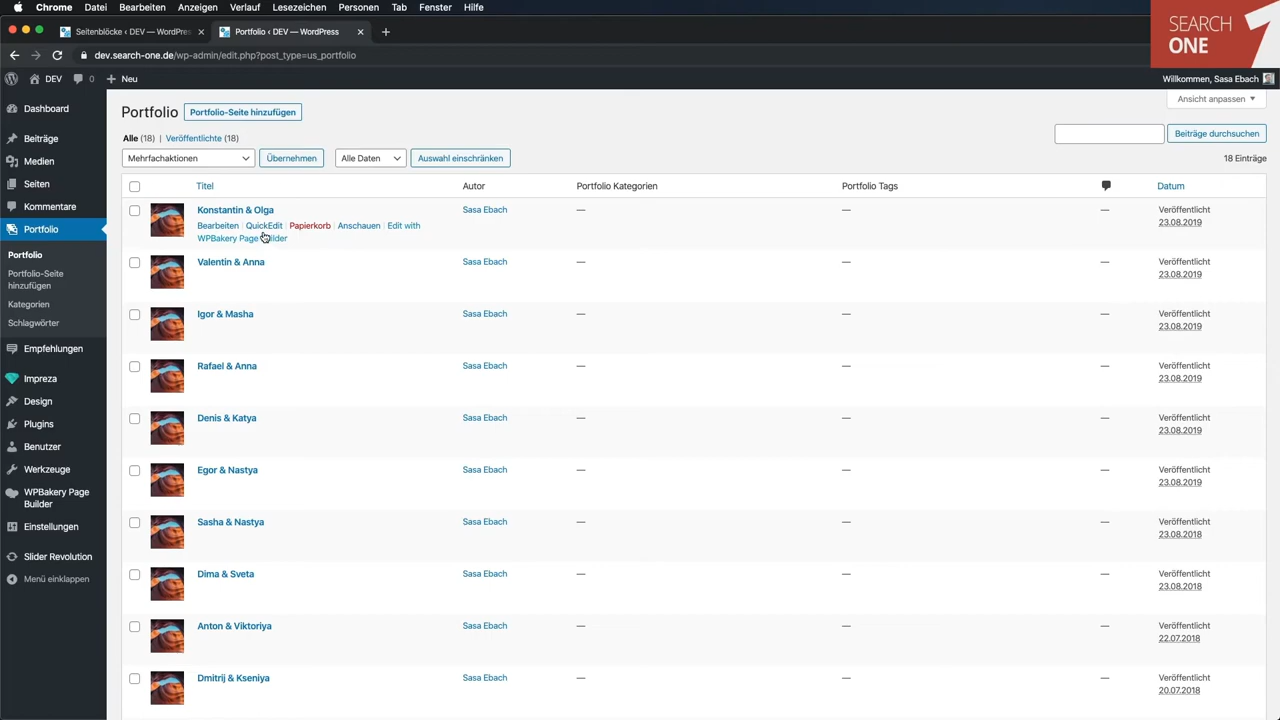 Chrome Datei Bearbeiten Anzeigen Verlauf Lesezeichen Personen Tab Fenster Hilfe
Seitenblöcke ‹ DEV — WordPre
Portfolio ‹ DEV — WordPress
SEARCH
ONE
dev.search-one.de/wp-admin/edit.php?post_type=us_portfolio
DEV 0 Neu Willkommen, Sasa Ebach
Ansicht anpassen
Portfolio Portfolio-Seite hinzufügen
Alle (18) | Veröffentlichte (18)
Beiträge durchsuchen
Mehrfachaktionen Übernehmen Alle Daten Auswahl einschränken 18 Einträge
Dashboard
Beiträge
Medien
Seiten
Kommentare
Portfolio
Portfolio
Portfolio-Seite
hinzufügen
Kategorien
Schlagwörter
Empfehlungen
Impreza
Design
Plugins
Benutzer
Werkzeuge
WPBakery Page
Builder
Einstellungen
Slider Revolution
Menü einklappen
Titel Autor Portfolio Kategorien Portfolio Tags Datum
Konstantin & Olga Sasa Ebach — — — Veröffentlicht
23.08.2019
Bearbeiten | QuickEdit | Papierkorb | Anschauen | Edit with
WPBakery Page Builder
Valentin & Anna Sasa Ebach — — — Veröffentlicht
23.08.2019
Igor & Masha Sasa Ebach — — — Veröffentlicht
23.08.2019
Rafael & Anna Sasa Ebach — — — Veröffentlicht
23.08.2019
Denis & Katya Sasa Ebach — — — Veröffentlicht
23.08.2019
Egor & Nastya Sasa Ebach — — — Veröffentlicht
23.08.2019
Sasha & Nastya Sasa Ebach — — — Veröffentlicht
23.08.2018
Dima & Sveta Sasa Ebach — — — Veröffentlicht
23.08.2018
Anton & Viktoriya Sasa Ebach — — — Veröffentlicht
22.07.2018
Dmitrij & Kseniya Sasa Ebach — — — Veröffentlicht
20.07.2018